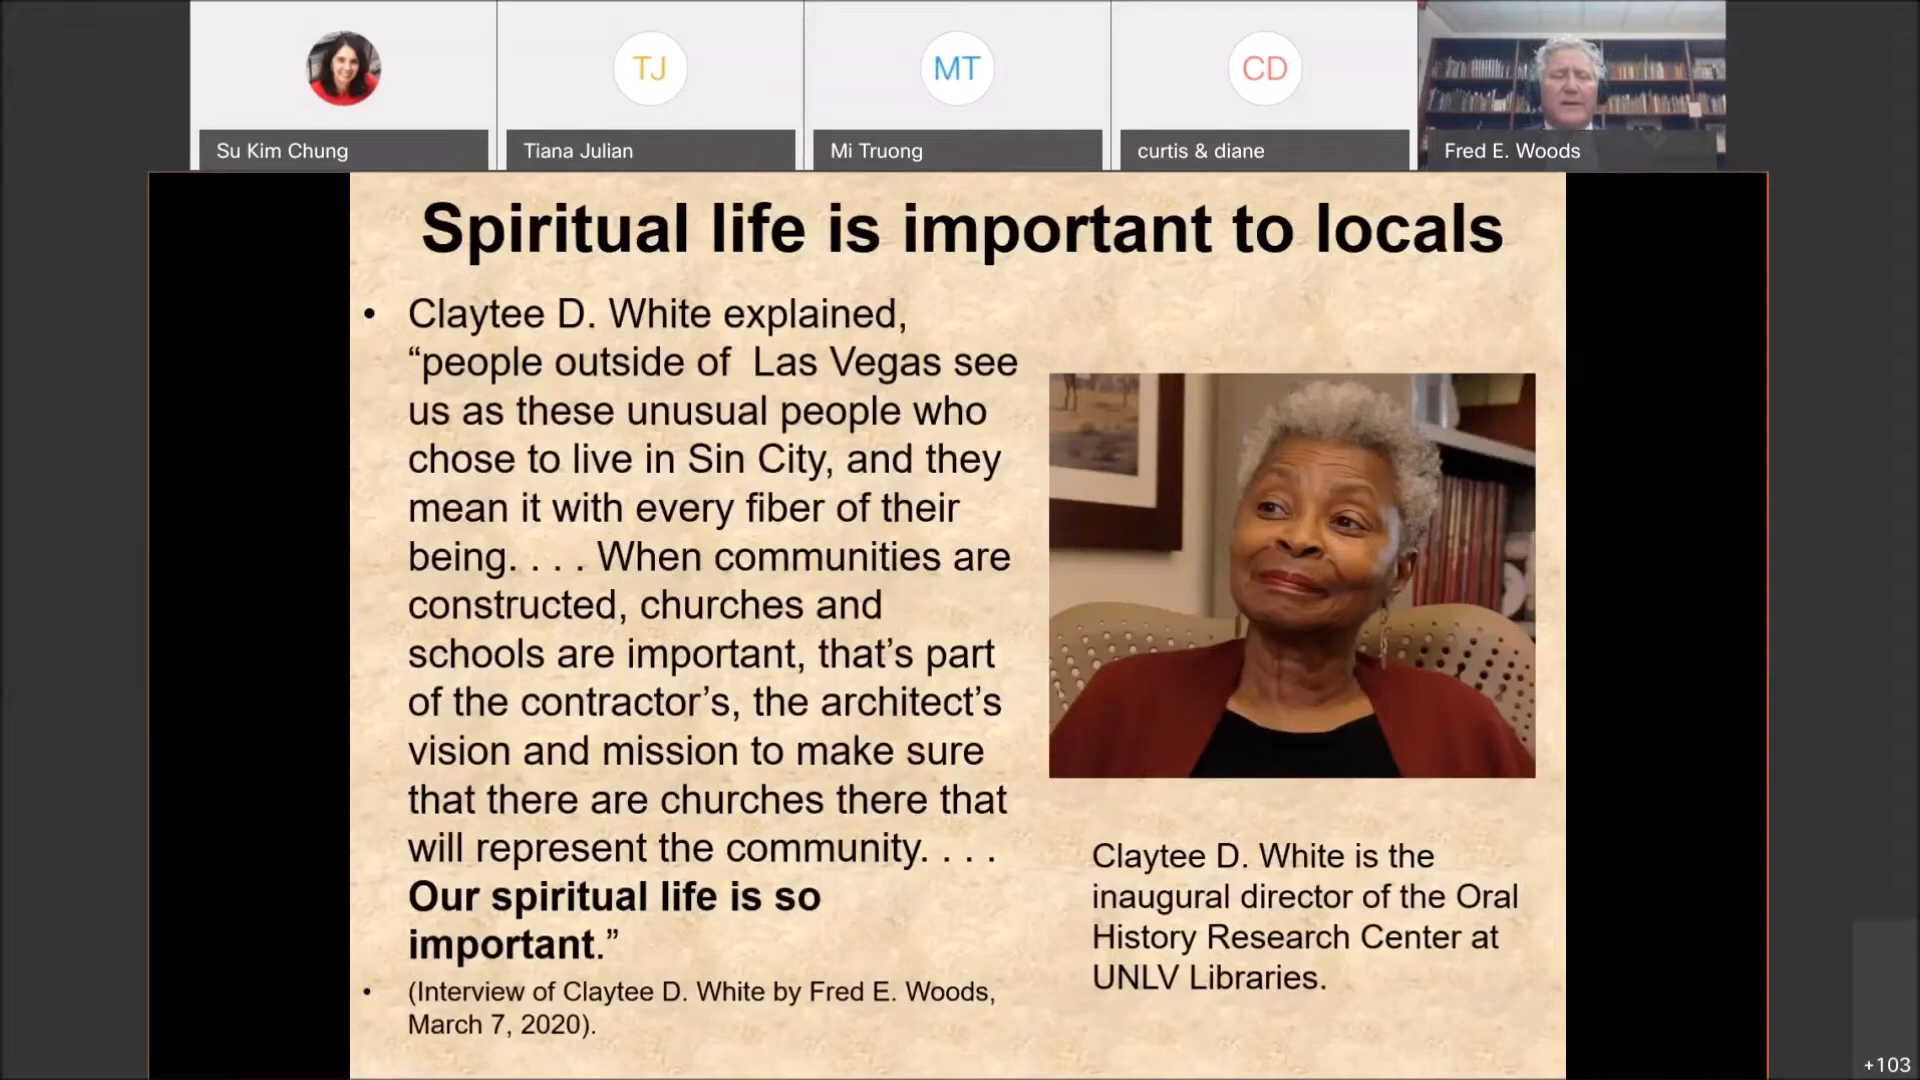 TJ
MT
CD
Su Kim Chung
Tiana Julian
Mi Truong
curtis & diane
Fred E. Woods
Spiritual life is important to locals
• Claytee D. White explained,
“people outside of  Las Vegas see
us as these unusual people who
chose to live in Sin City, and they
mean it with every fiber of their
being. . . . When communities are
constructed, churches and
schools are important, that’s part
of the contractor’s, the architect’s
vision and mission to make sure
that there are churches there that
will represent the community. . . .
Our spiritual life is so
important.”
• (Interview of Claytee D. White by Fred E. Woods,
March 7, 2020).
Claytee D. White is the
inaugural director of the Oral
History Research Center at
UNLV Libraries.
+103